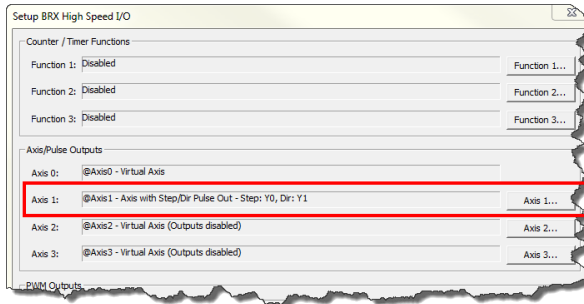 Setup BRX High Speed I/O
Counter / Timer Functions
Function 1: Disabled Function 1...
Function 2: Disabled Function 2...
Function 3: Disabled Function 3...
Axis/Pulse Outputs
Axis 0: @Axis0 - Virtual Axis
Axis 1: @Axis1 - Axis with Step/Dir Pulse Out - Step: Y0, Dir: Y1 Axis 1...
Axis 2: @Axis2 - Virtual Axis (Outputs disabled) Axis 2...
Axis 3: @Axis3 - Virtual Axis (Outputs disabled) Axis 3...
PWM Outputs